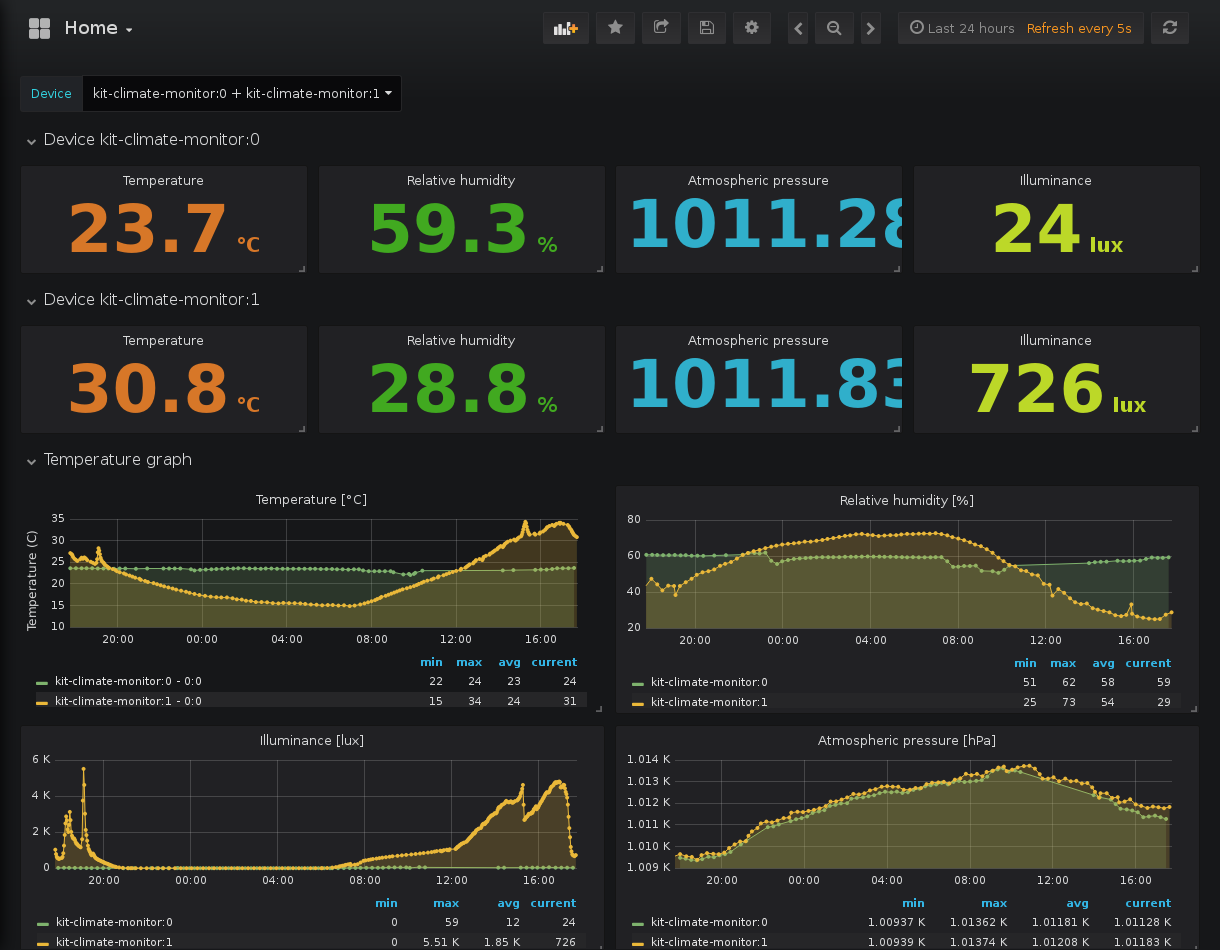 Home
Last 24 hours Refresh every 5s
Device kit-climate-monitor:0 + kit-climate-monitor:1
Device kit-climate-monitor:0
Temperature Relative humidity Atmospheric pressure Illuminance
23.7 °C 59.3 % 1011.28 24 lux
Device kit-climate-monitor:1
Temperature Relative humidity Atmospheric pressure Illuminance
30.8 °C 28.8 % 1011.83 726 lux
Temperature graph
Temperature [°C]
Temperature (C)
35
30
25
20
15
10
20:00 00:00 04:00 08:00 12:00 16:00
min max avg current
kit-climate-monitor:0 - 0:0 22 24 23 24
kit-climate-monitor:1 - 0:0 15 34 24 31
Relative humidity [%]
80
60
40
20
20:00 00:00 04:00 08:00 12:00 16:00
min max avg current
kit-climate-monitor:0 51 62 58 59
kit-climate-monitor:1 25 73 54 29
Illuminance [lux]
6 K
4 K
2 K
0
20:00 00:00 04:00 08:00 12:00 16:00
min max avg current
kit-climate-monitor:0 0 59 12 24
kit-climate-monitor:1 0 5.51 K 1.85 K 726
Atmospheric pressure [hPa]
1.014 K
1.013 K
1.012 K
1.011 K
1.010 K
1.009 K
20:00 00:00 04:00 08:00 12:00 16:00
min max avg current
kit-climate-monitor:0 1.00937 K 1.01362 K 1.01181 K 1.01128 K
kit-climate-monitor:1 1.00939 K 1.01374 K 1.01208 K 1.01183 K